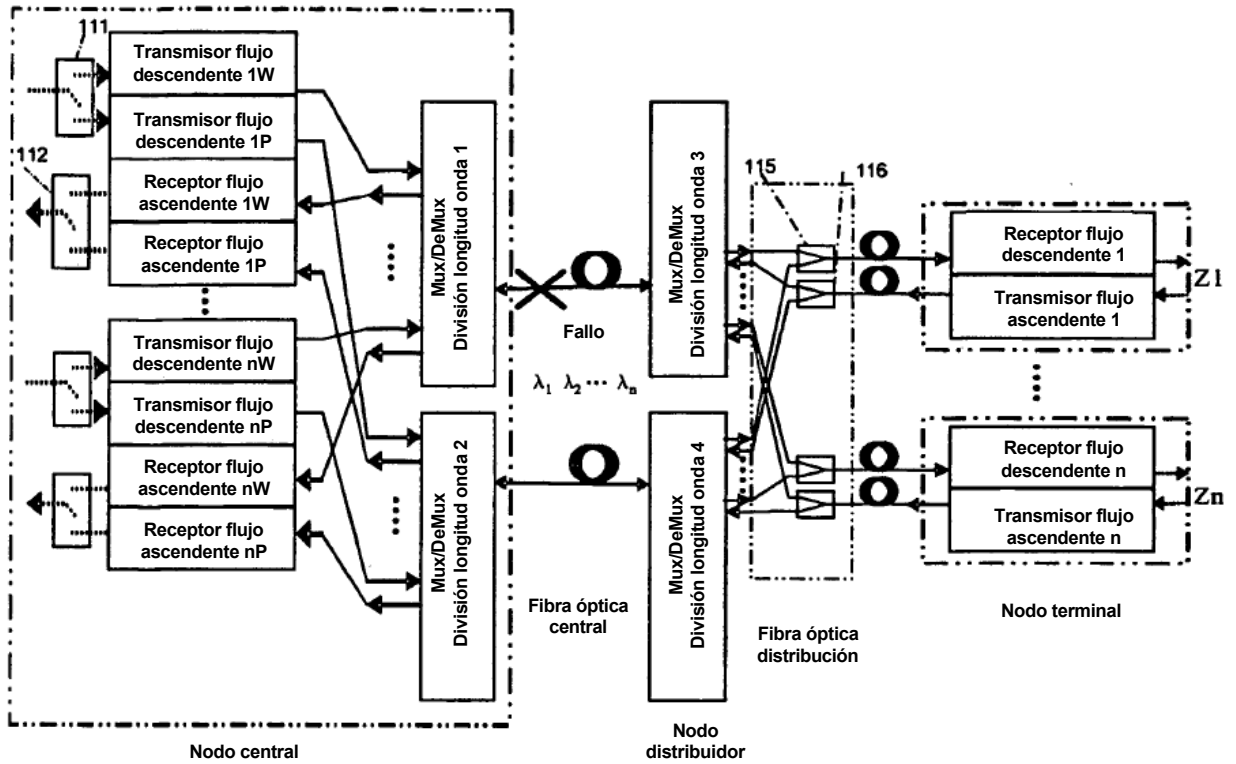 111
Transmisor flujo
descendente 1W
Transmisor flujo
descendente 1P
112
Receptor flujo
ascendente 1W
Receptor flujo
ascendente 1P
Transmisor flujo
descendente nW
Transmisor flujo
descendente nP
Receptor flujo
ascendente nW
Receptor flujo
ascendente nP
Nodo central
Mux/DeMux
División longitud onda 1
Mux/DeMux
División longitud onda 2
Fallo
λ1 λ2 ···· λn
Fibra óptica
central
Mux/DeMux
División longitud onda 3
Mux/DeMux
División longitud onda 4
Nodo
distribuidor
115
116
Fibra óptica
distribución
Receptor flujo
descendente 1
Transmisor flujo
ascendente 1
Z1
Receptor flujo
descendente n
Transmisor flujo
ascendente n
Zn
Nodo terminal